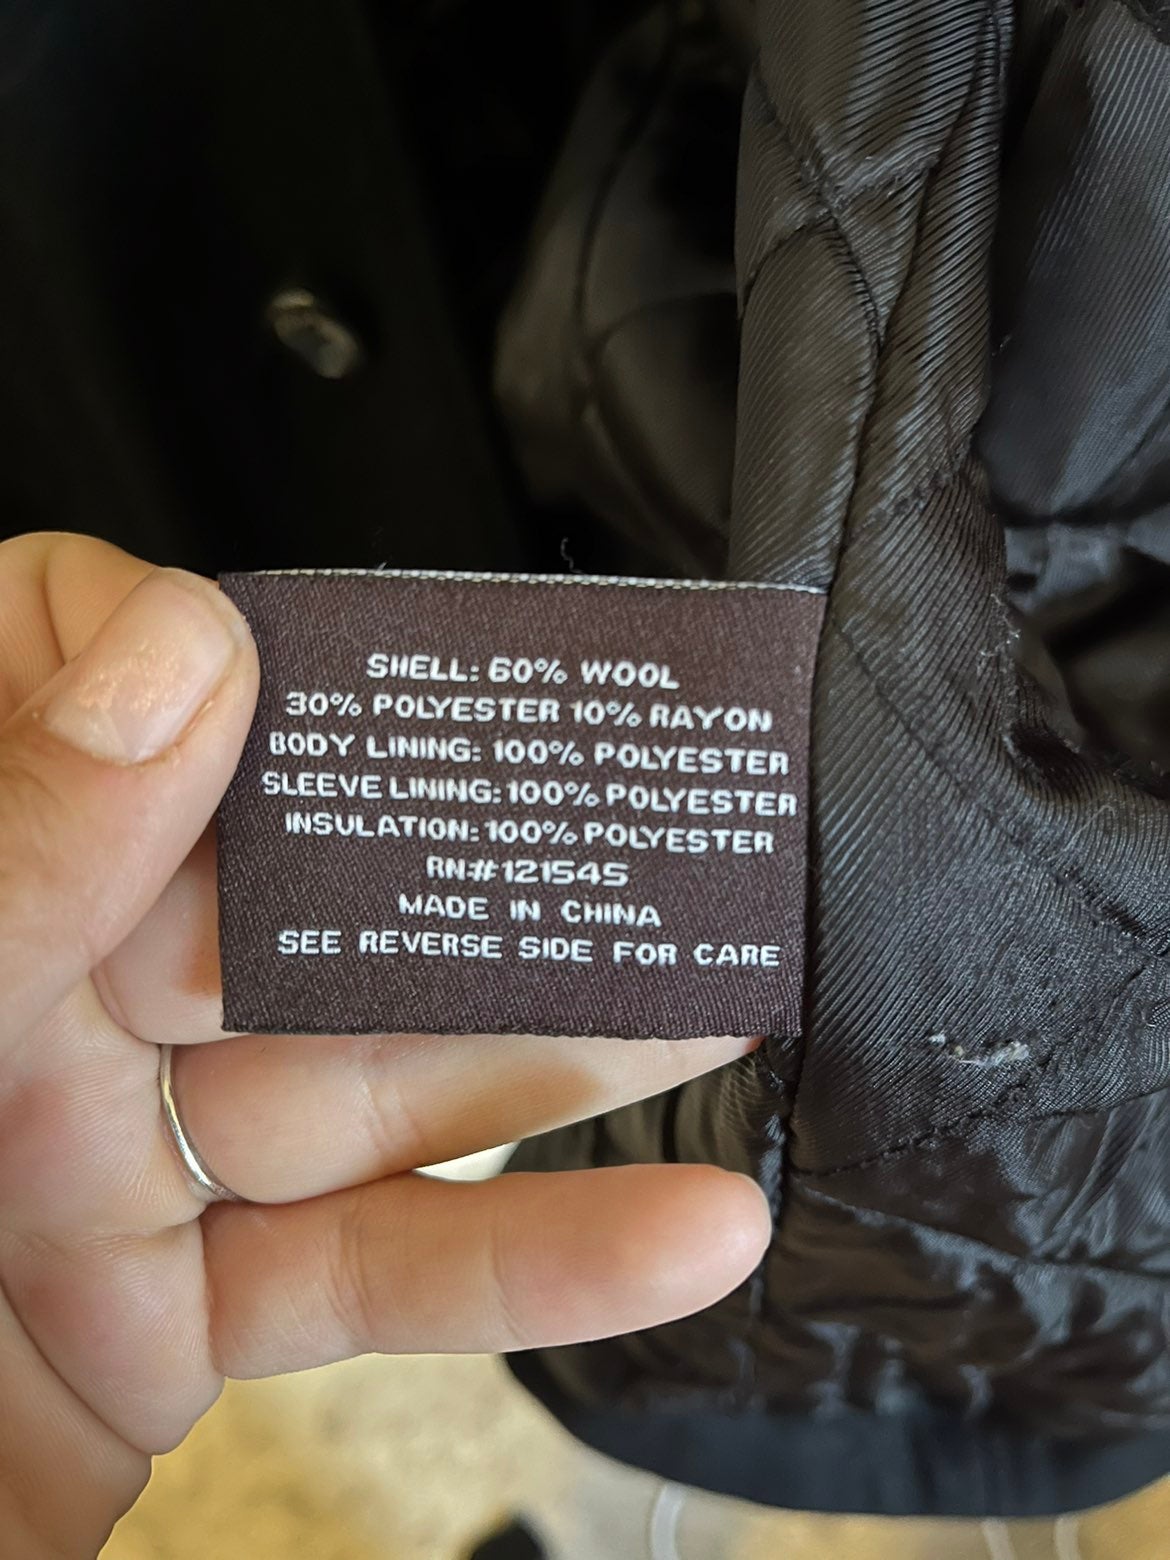 SHELL: 60% WOOL
30% POLYESTER 10% RAYON
BODY LINING: 100% POLYESTER
SLEEVE LINING: 100% POLYESTER
INSULATION: 100% POLYESTER
RN#121545
MADE IN CHINA
SEE REVERSE SIDE FOR CARE